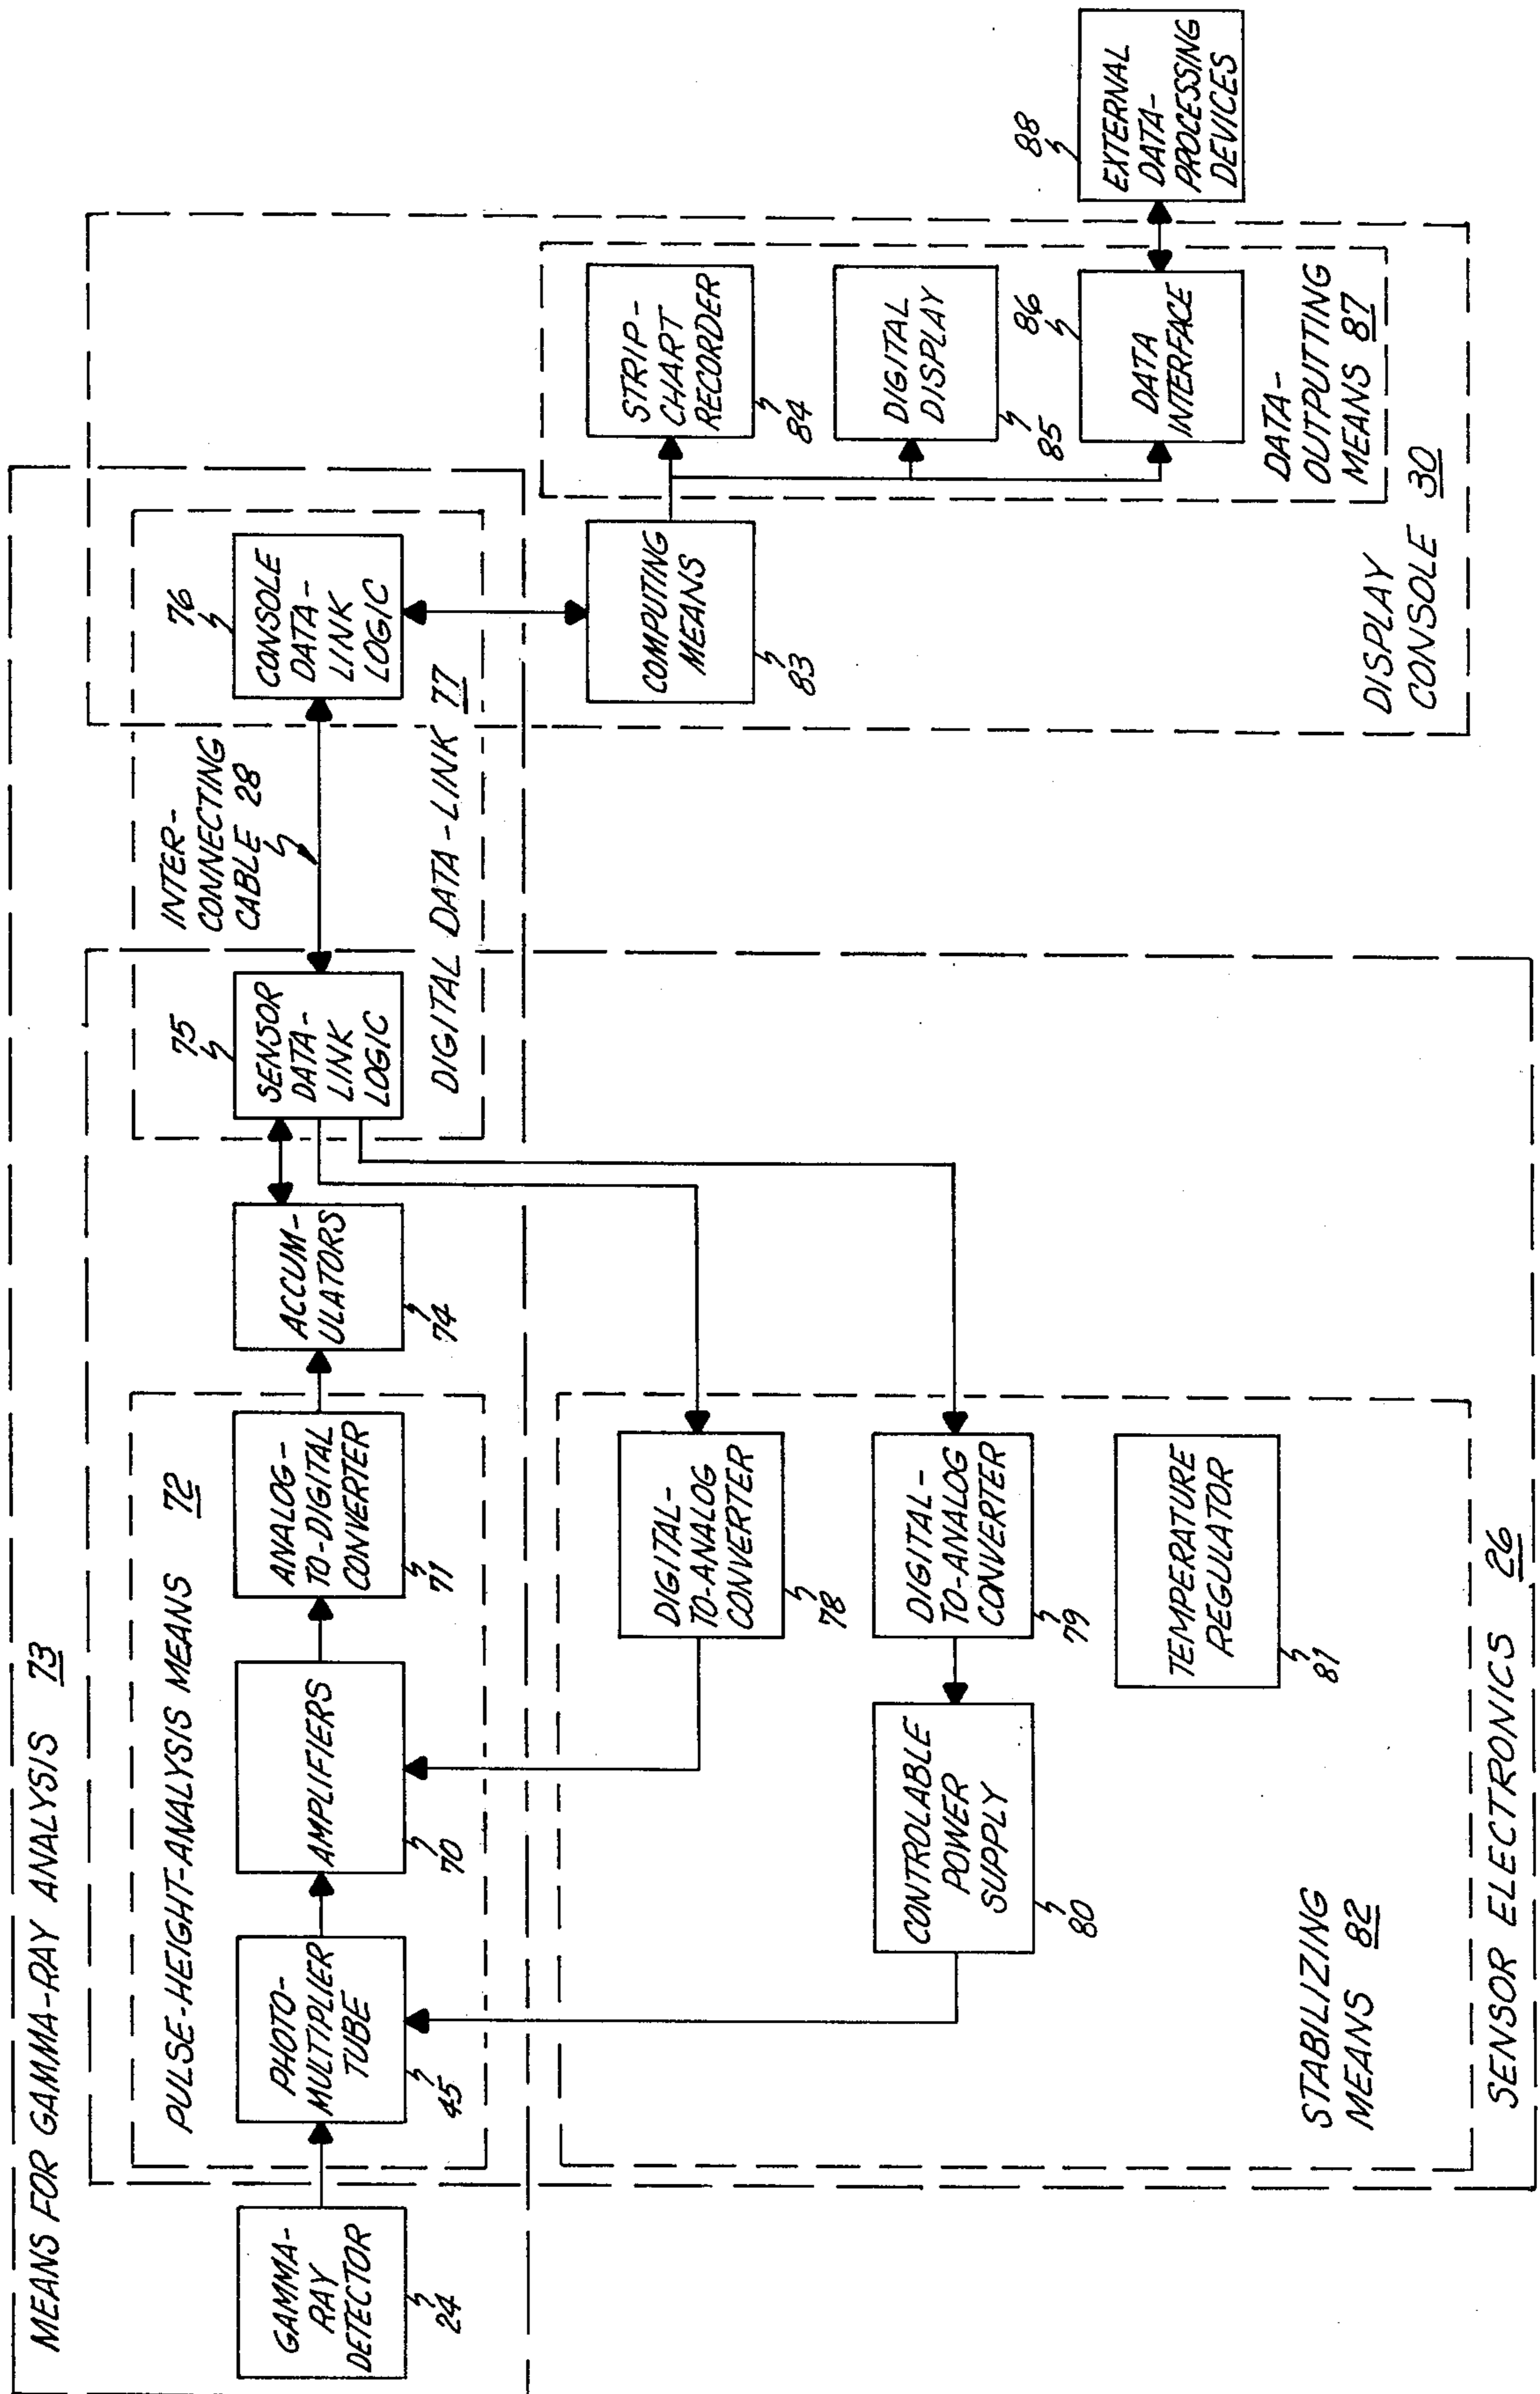 MEANS FOR GAMMA-RAY ANALYSIS 73
PULSE-HEIGHT-ANALYSIS MEANS 72
GAMMA-
RAY
DETECTOR
24
PHOTO-
MULTIPLIER
TUBE
45
AMPLIFIERS
70
ANALOG-
TO-DIGITAL
CONVERTER
71
ACCUM-
ULATORS
74
75
SENSOR
DATA-
LINK
LOGIC
INTER-
CONNECTING
CABLE 28
76
CONSOLE
DATA-
LINK
LOGIC
DIGITAL DATA-LINK 77
DIGITAL-
TO-ANALOG
CONVERTER
78
DIGITAL-
TO-ANALOG
CONVERTER
79
CONTROLABLE
POWER
SUPPLY
80
TEMPERATURE
REGULATOR
81
STABILIZING
MEANS 82
SENSOR ELECTRONICS 26
COMPUTING
MEANS
83
STRIP-
CHART
RECORDER
84
DIGITAL
DISPLAY
85
86
DATA
INTERFACE
DATA-
OUTPUTING
MEANS 87
DISPLAY
CONSOLE 30
88
EXTERNAL
DATA-
PROCESSING
DEVICES